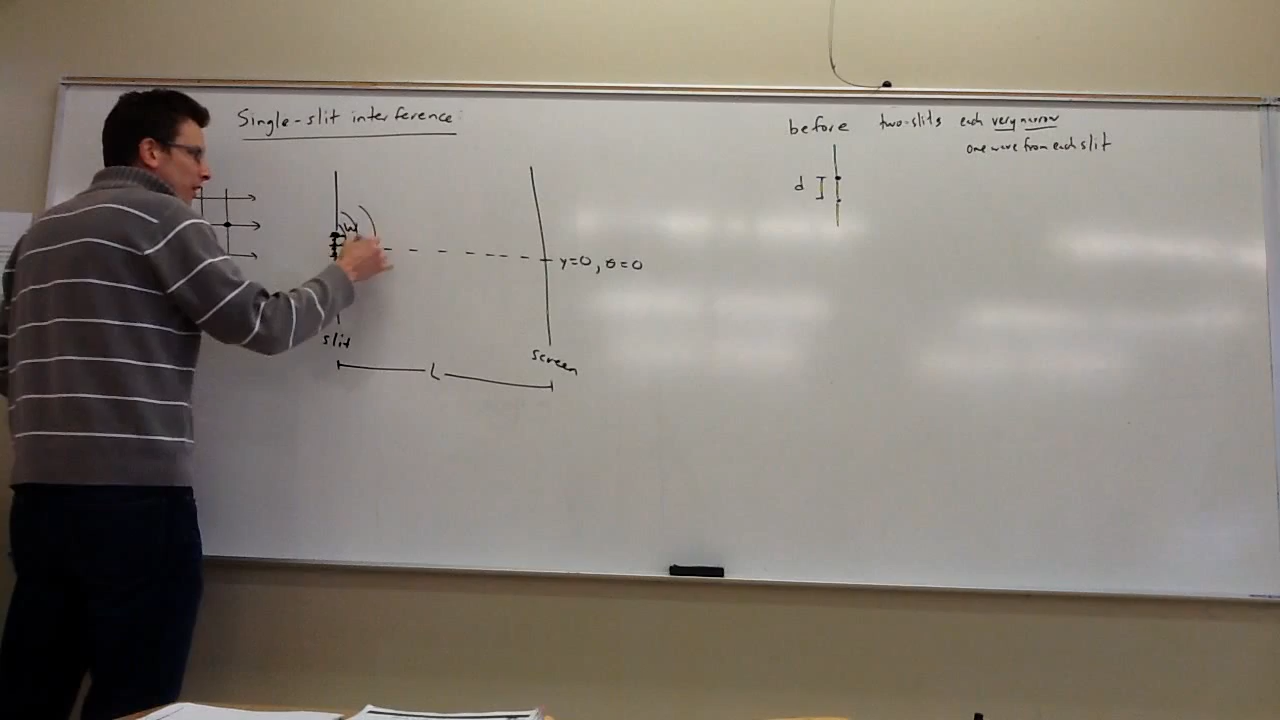 Single-slit interference:
before two-slits each very narrow
one wave from each slit
d
w
y=0, θ=0
slit
screen
L